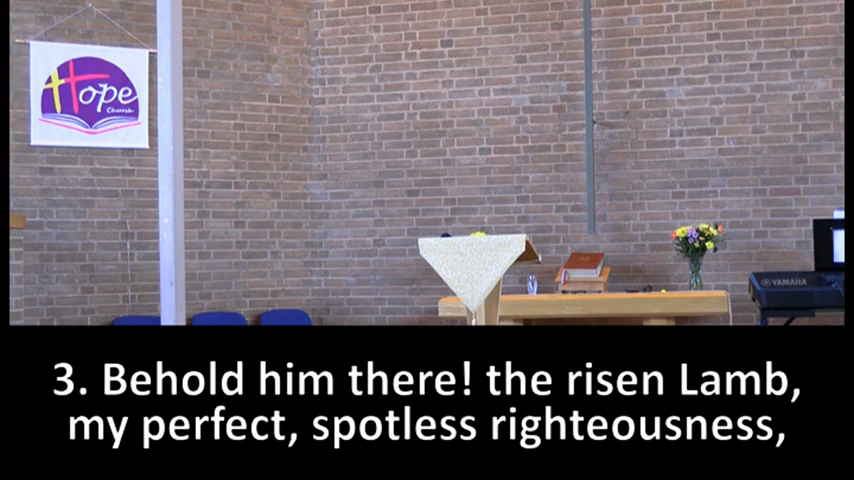 Hope
Church
YAMAHA
3. Behold him there! the risen Lamb,
my perfect, spotless righteousness,